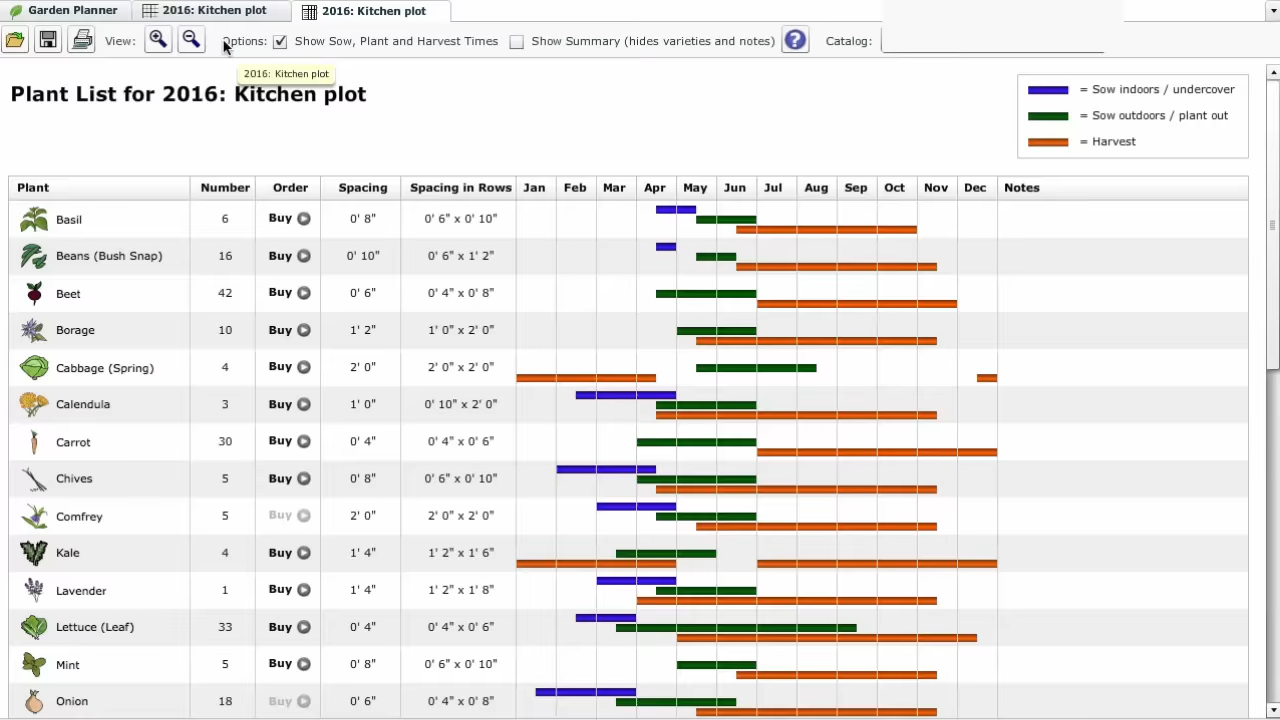 Garden Planner 2016: Kitchen plot 2016: Kitchen plot
View: Options: Show Sow, Plant and Harvest Times Show Summary (hides varieties and notes) ? Catalog:
2016: Kitchen plot
Plant List for 2016: Kitchen plot
= Sow indoors / undercover
= Sow outdoors / plant out
= Harvest
Plant Number Order Spacing Spacing in Rows Jan Feb Mar Apr May Jun Jul Aug Sep Oct Nov Dec Notes
Basil 6 Buy 0' 8" 0' 6" x 0' 10"
Beans (Bush Snap) 16 Buy 0' 10" 0' 6" x 1' 2"
Beet 42 Buy 0' 6" 0' 4" x 0' 8"
Borage 10 Buy 1' 2" 1' 0" x 2' 0"
Cabbage (Spring) 4 Buy 2' 0" 2' 0" x 2' 0"
Calendula 3 Buy 1' 0" 0' 10" x 2' 0"
Carrot 30 Buy 0' 4" 0' 4" x 0' 6"
Chives 5 Buy 0' 8" 0' 6" x 0' 10"
Comfrey 5 Buy 2' 0" 2' 0" x 2' 0"
Kale 4 Buy 1' 4" 1' 2" x 1' 6"
Lavender 1 Buy 1' 4" 1' 2" x 1' 8"
Lettuce (Leaf) 33 Buy 0' 4" 0' 4" x 0' 6"
Mint 5 Buy 0' 8" 0' 6" x 0' 10"
Onion 18 Buy 0' 6" 0' 4" x 0' 8"